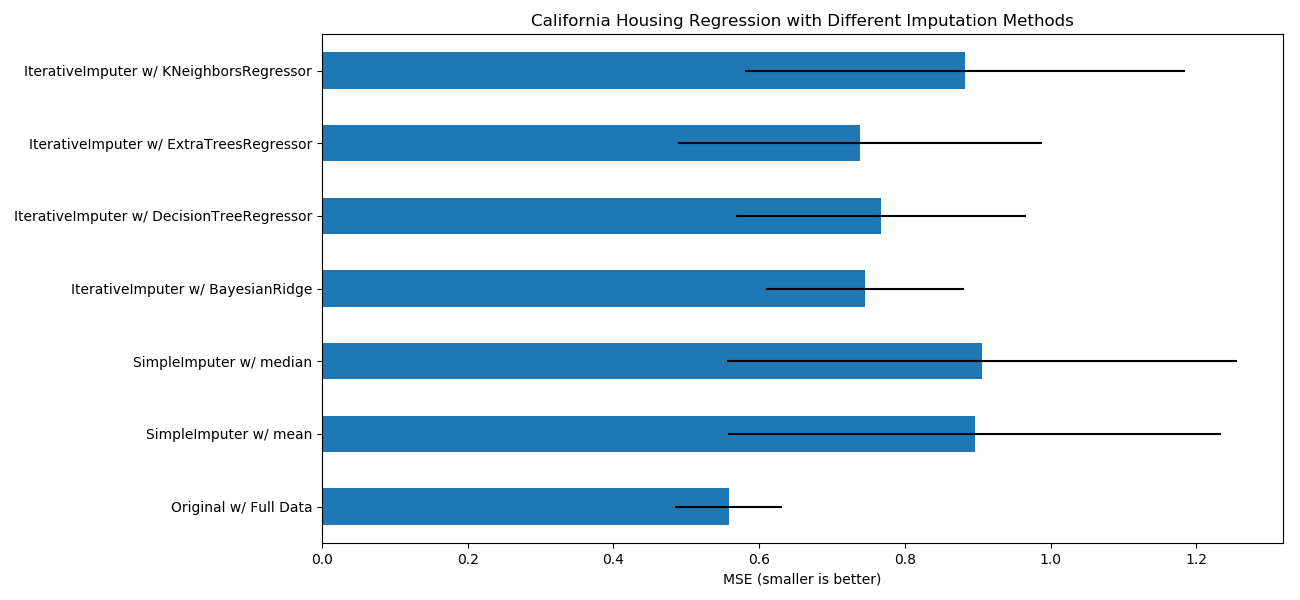 California Housing Regression with Different Imputation Methods
IterativeImputer w/ KNeighborsRegressor
IterativeImputer w/ ExtraTreesRegressor
IterativeImputer w/ DecisionTreeRegressor
IterativeImputer w/ BayesianRidge
SimpleImputer w/ median
SimpleImputer w/ mean
Original w/ Full Data
0.0 0.2 0.4 0.6 0.8 1.0 1.2
MSE (smaller is better)